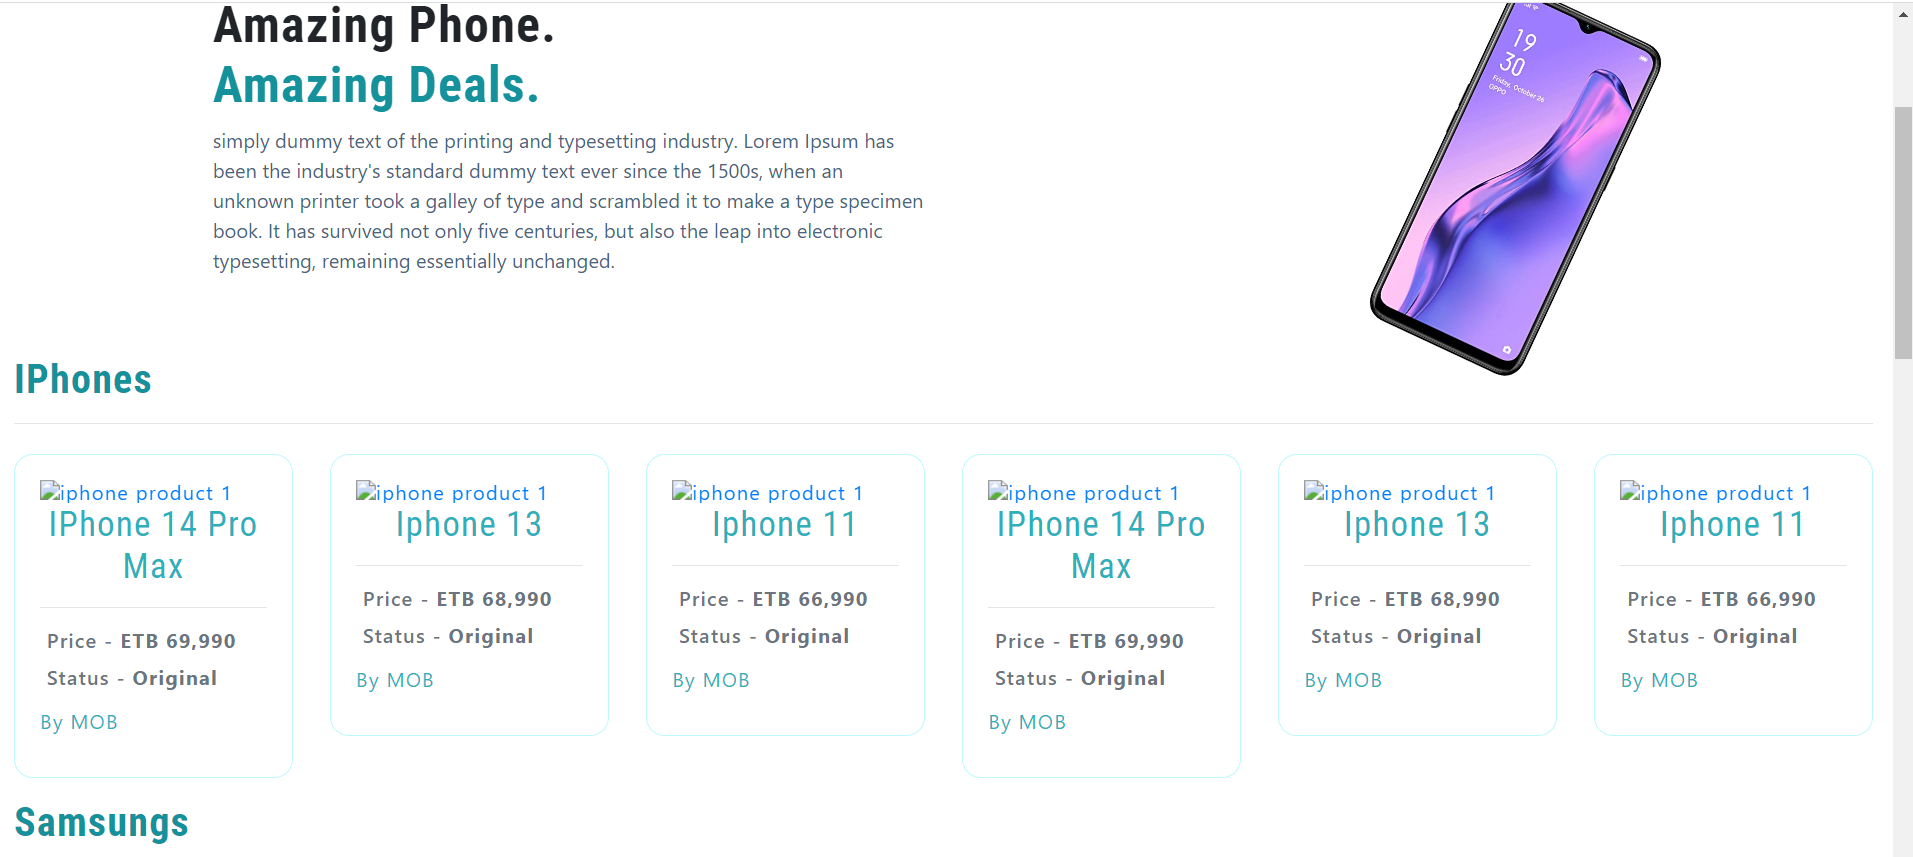 Amazing Phone.
Amazing Deals.
simply dummy text of the printing and typesetting industry. Lorem Ipsum has
been the industry's standard dummy text ever since the 1500s, when an
unknown printer took a galley of type and scrambled it to make a type specimen
book. It has survived not only five centuries, but also the leap into electronic
typesetting, remaining essentially unchanged.
19
30
Friday, October 26
OPPO
IPhones
iphone product 1
IPhone 14 Pro
Max
Price - ETB 69,990
Status - Original
By MOB
iphone product 1
Iphone 13
Price - ETB 68,990
Status - Original
By MOB
iphone product 1
Iphone 11
Price - ETB 66,990
Status - Original
By MOB
iphone product 1
IPhone 14 Pro
Max
Price - ETB 69,990
Status - Original
By MOB
iphone product 1
Iphone 13
Price - ETB 68,990
Status - Original
By MOB
iphone product 1
Iphone 11
Price - ETB 66,990
Status - Original
By MOB
Samsungs